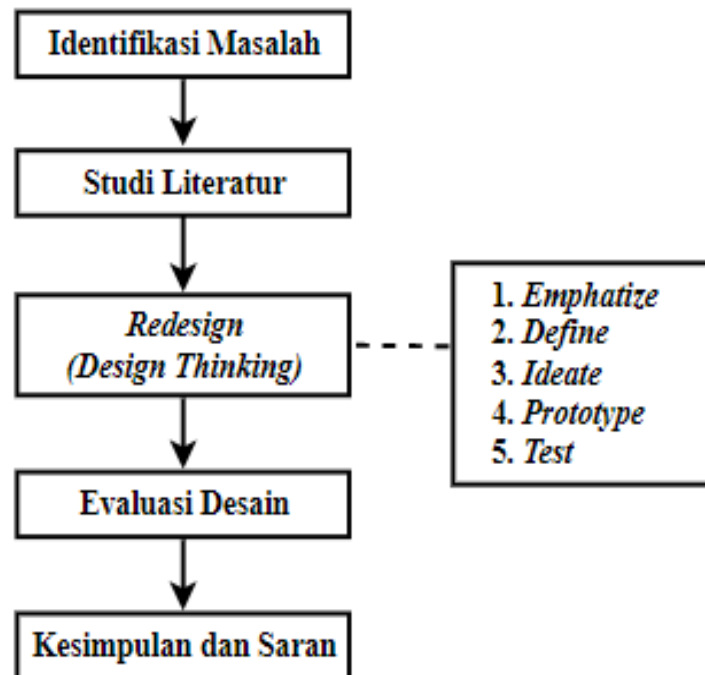 Identifikasi Masalah
Studi Literatur
Redesign
(Design Thinking)
1. Emphatize
2. Define
3. Ideate
4. Prototype
5. Test
Evaluasi Desain
Kesimpulan dan Saran